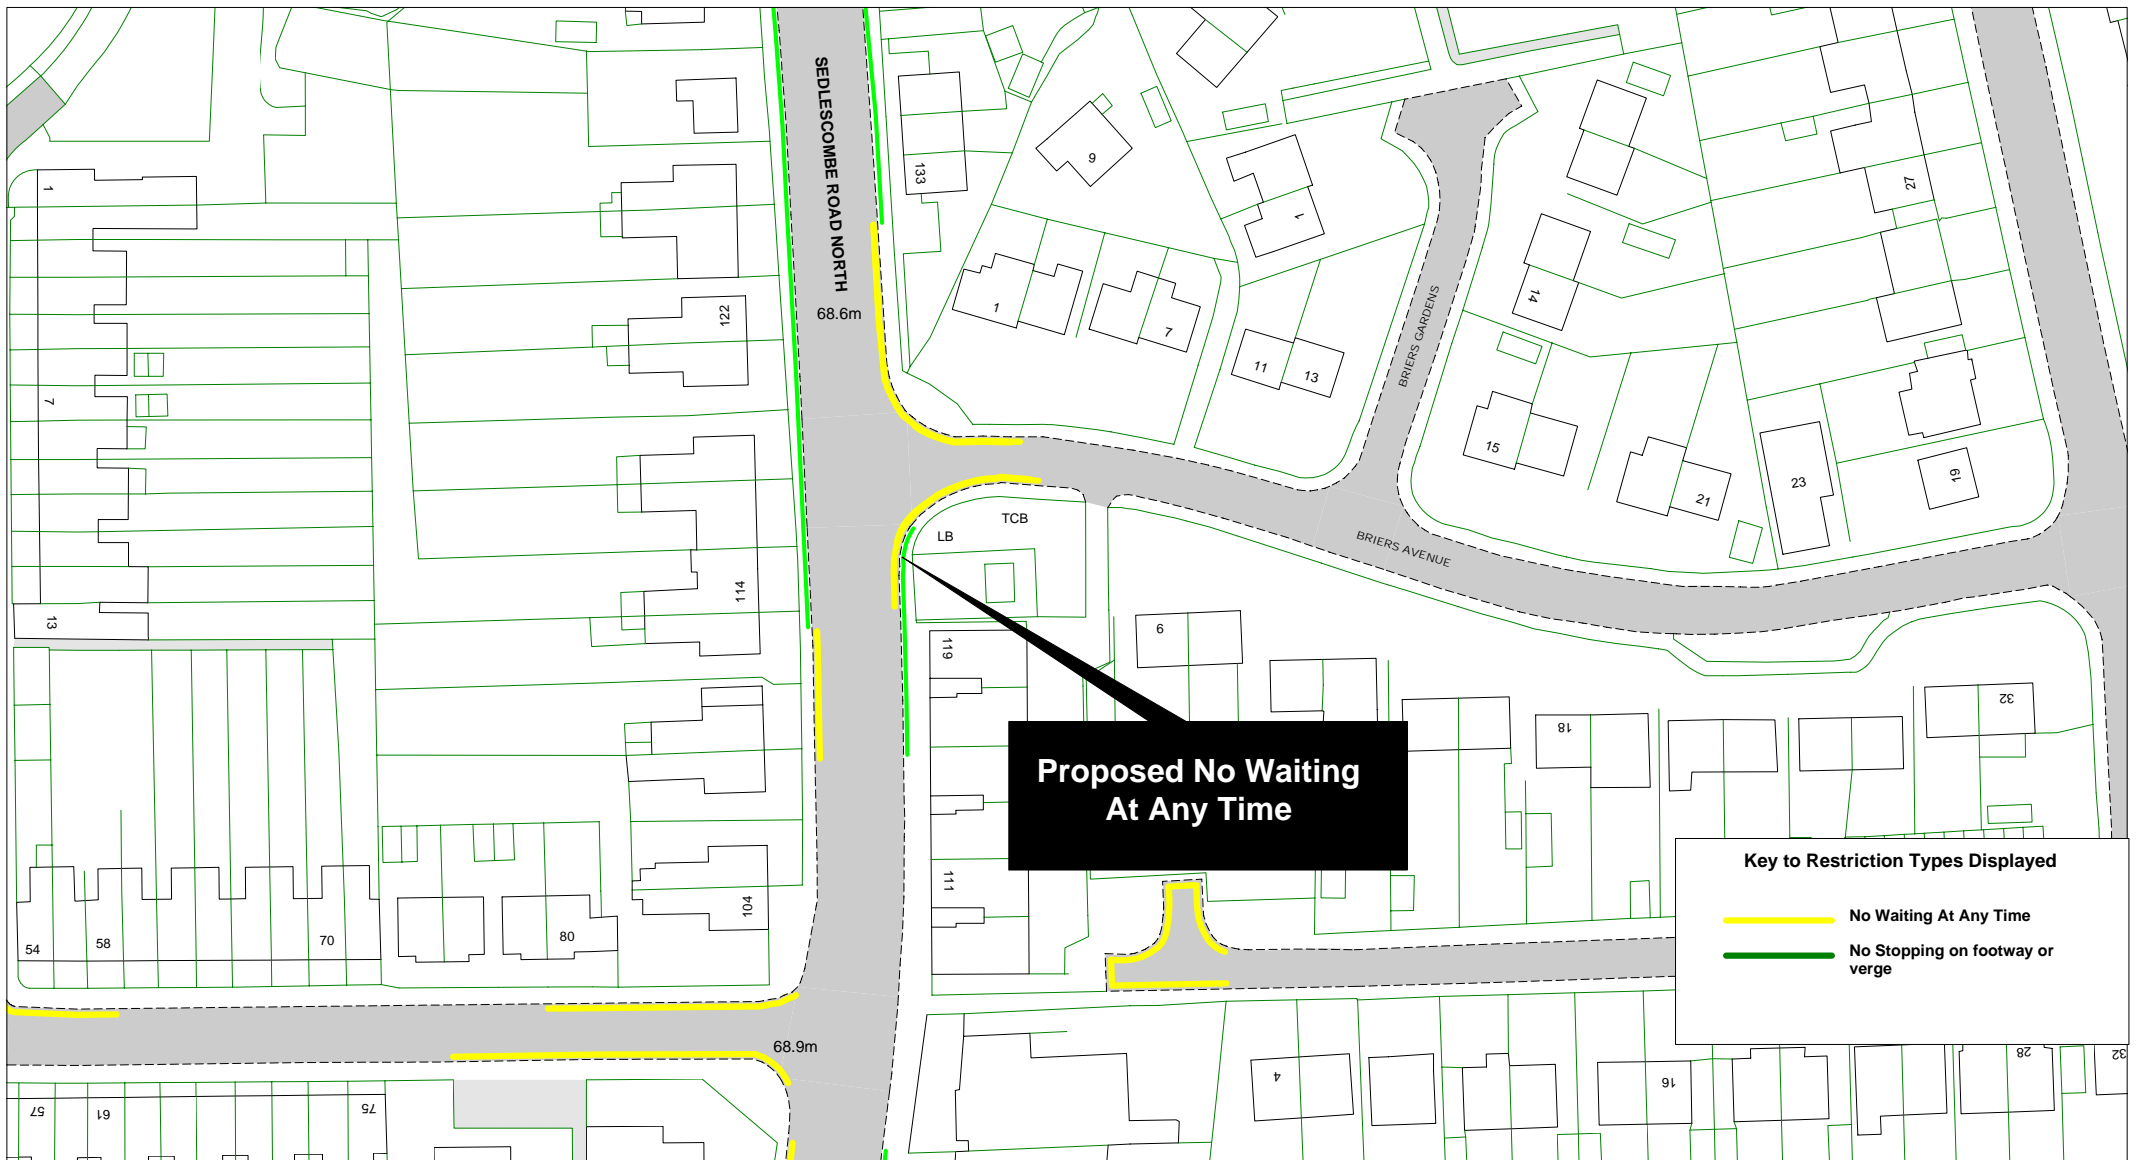 SEDLESCOMBE ROAD NORTH
68.6m
133
9
1
1
27
122
1
7
11
13
BRIERS GARDENS
14
15
21
23
19
7
TCB
LB
BRIERS AVENUE
114
13
119
6
32
18
Proposed No Waiting
At Any Time
111
104
54
58
70
80
Key to Restriction Types Displayed
No Waiting At Any Time
No Stopping on footway or
verge
68.9m
57
61
75
4
16
28
32